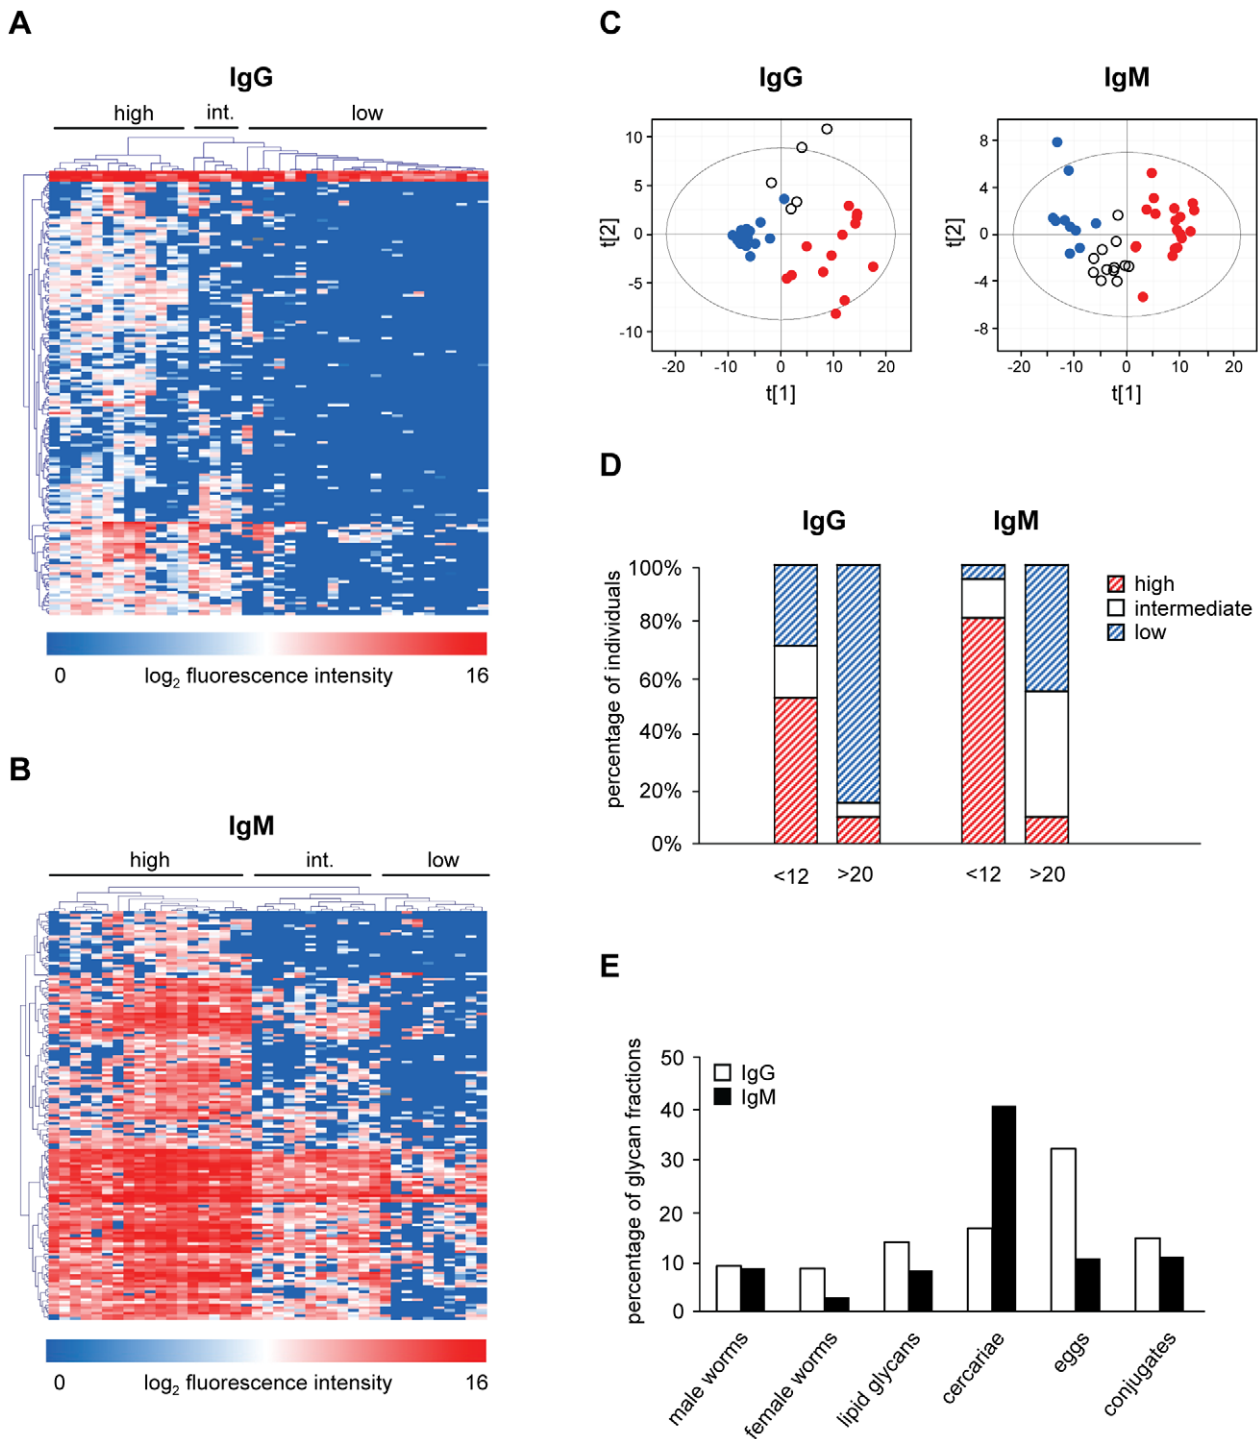 A
IgG
high int. low
0 log2 fluorescence intensity 16
B
IgM
high int. low
0 log2 fluorescence intensity 16
C
IgG
t[2]
10
5
0
-5
-10
-20 -10 0 10 20
t[1]
IgM
t[2]
8
4
0
-4
-8
-20 -10 0 10 20
t[1]
D
IgG IgM
percentage of individuals
100%
80%
60%
40%
20%
0%
<12 >20 <12 >20
high
intermediate
low
E
percentage of glycan fractions
50
40
30
20
10
0
IgG
IgM
male worms
female worms
lipid glycans
cercariae
eggs
conjugates